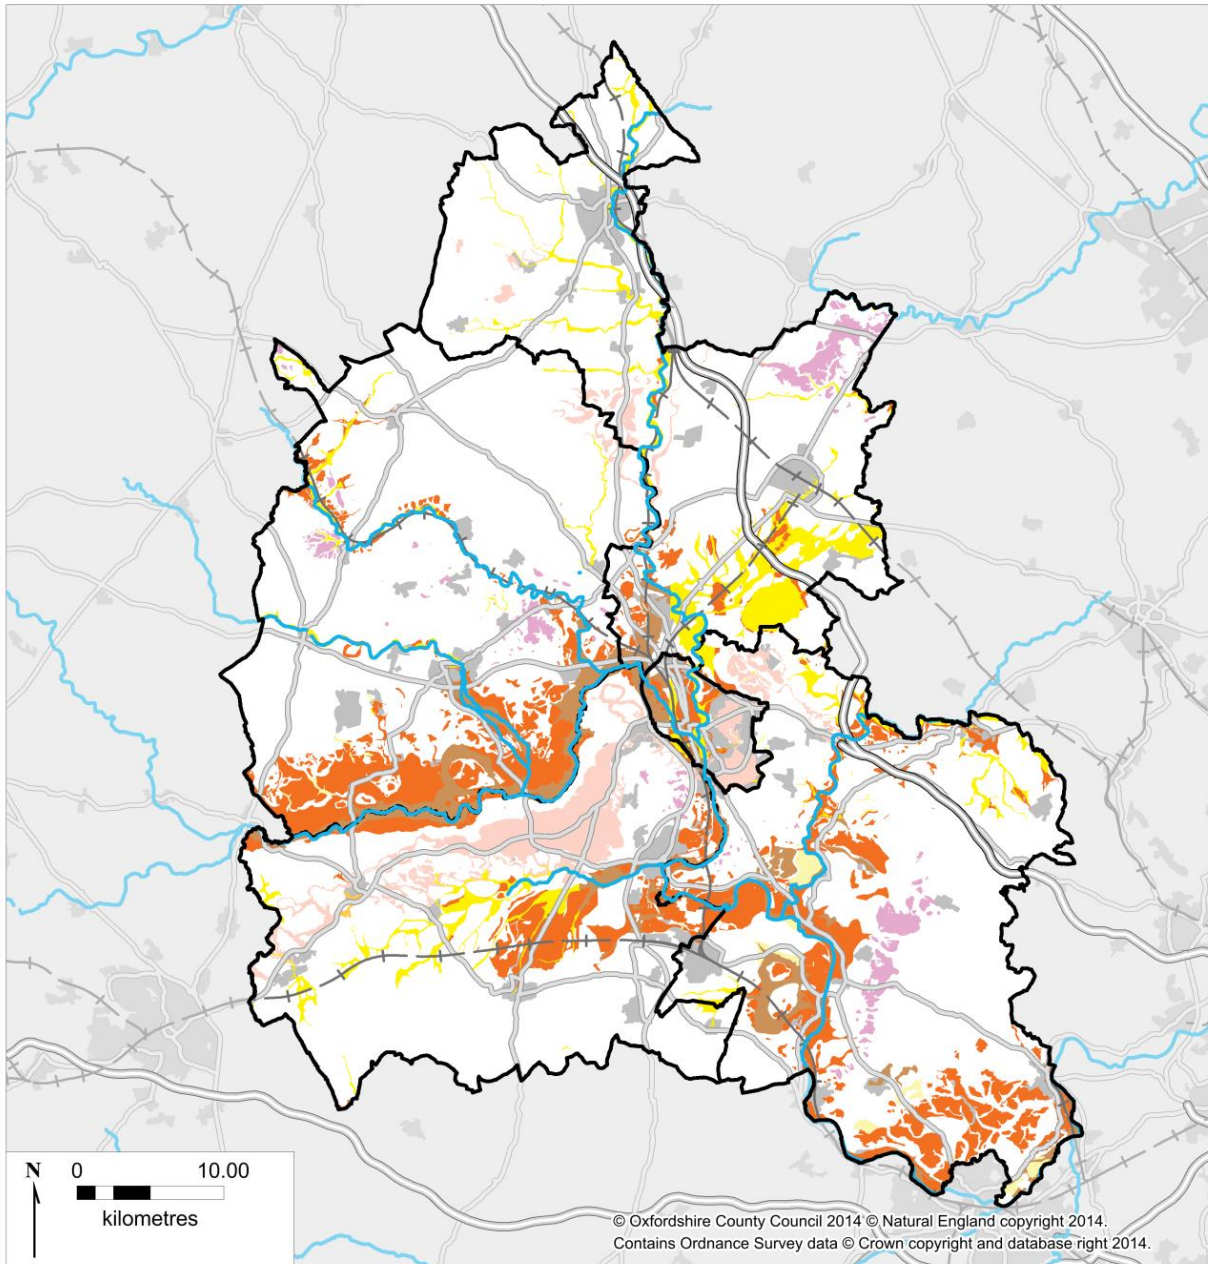 N
0 10.00
kilometres
© Oxfordshire County Council 2014 © Natural England copyright 2014.
Contains Ordnance Survey data © Crown copyright and database right 2014.